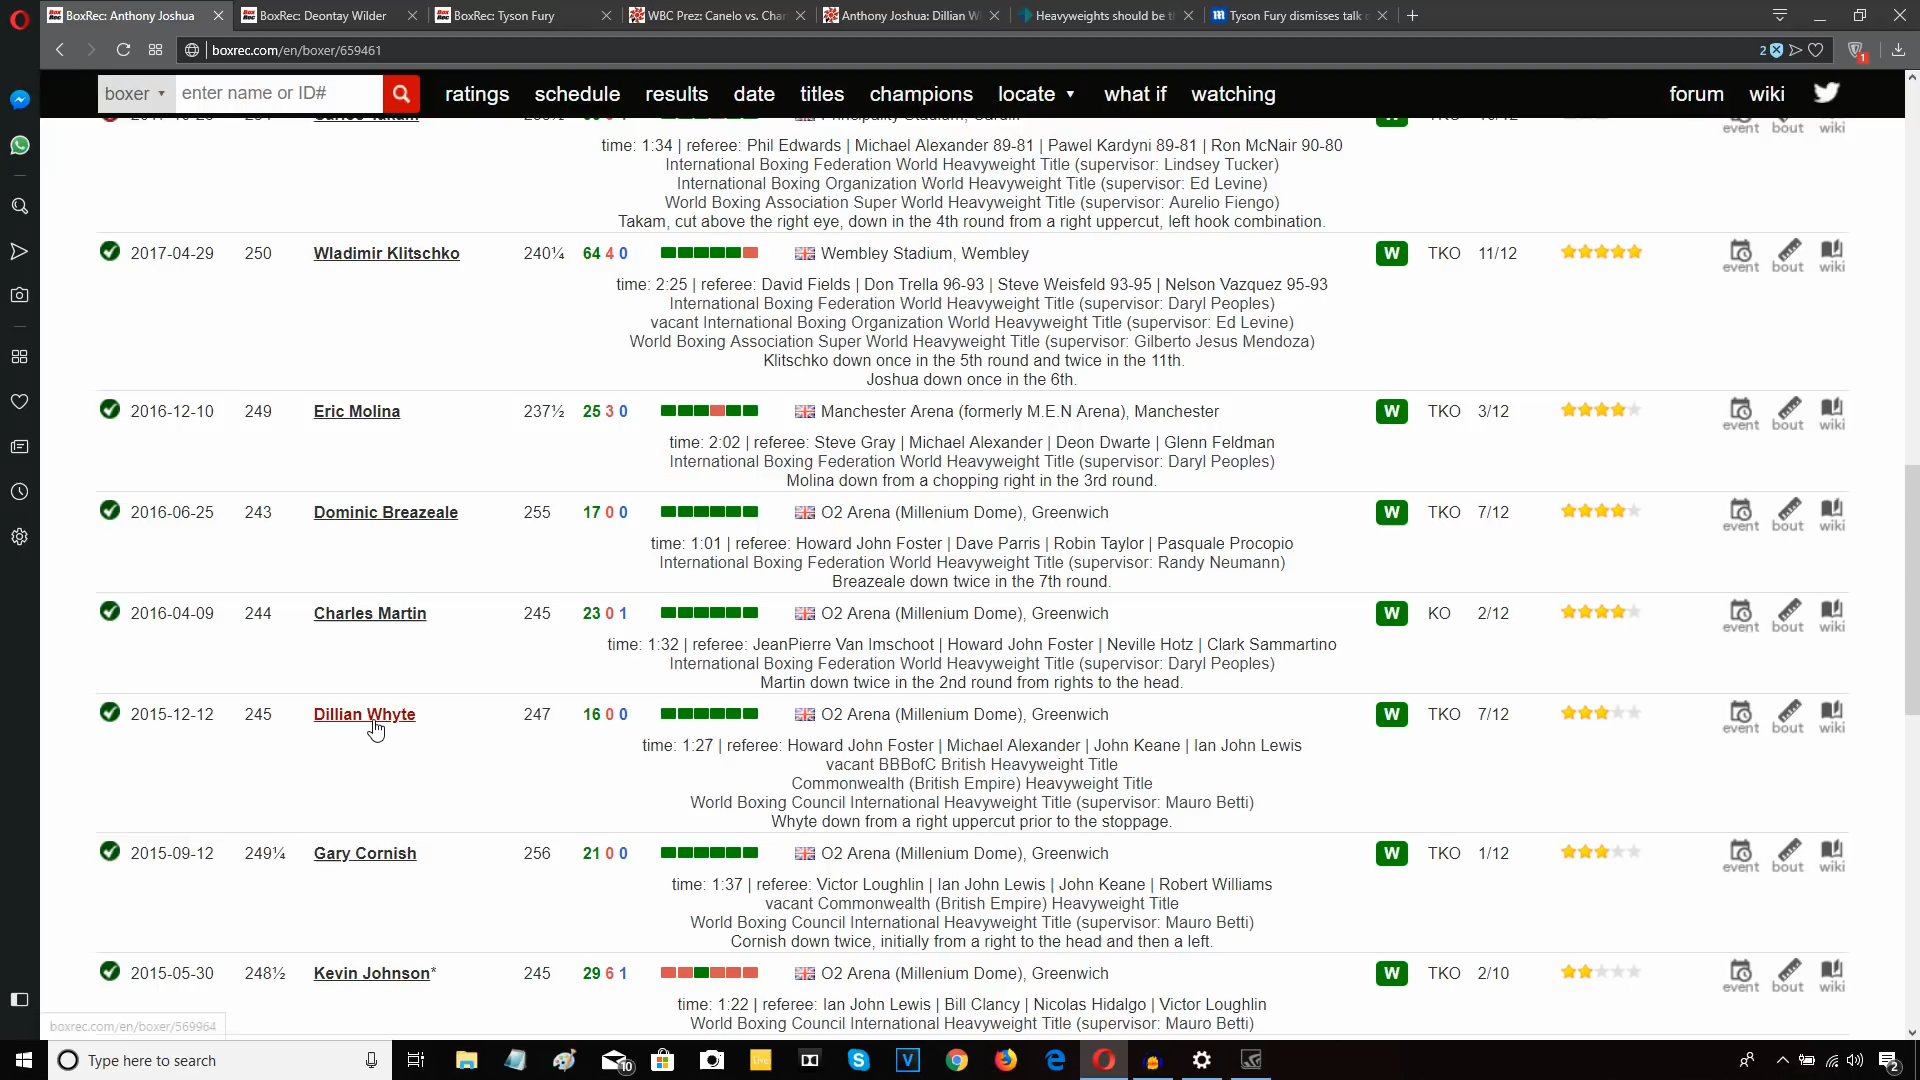 BoxRec: Anthony Joshua
BoxRec: Deontay Wilder
BoxRec: Tyson Fury
WBC Prez: Canelo vs. Chan
Anthony Joshua: Dillian W
Heavyweights should be t
Tyson Fury dismisses talk
boxrec.com/en/boxer/659461
2
1
boxer enter name or ID# ratings schedule results date titles champions locate what if watching forum wiki
event bout wiki
time: 1:34 | referee: Phil Edwards | Michael Alexander 89-81 | Pawel Kardyni 89-81 | Ron McNair 90-80
International Boxing Federation World Heavyweight Title (supervisor: Lindsey Tucker)
International Boxing Organization World Heavyweight Title (supervisor: Ed Levine)
World Boxing Association Super World Heavyweight Title (supervisor: Aurelio Fiengo)
Takam, cut above the right eye, down in the 4th round from a right uppercut, left hook combination.
2017-04-29 250 Wladimir Klitschko 240¼ 64 4 0 Wembley Stadium, Wembley W TKO 11/12 event bout wiki
time: 2:25 | referee: David Fields | Don Trella 96-93 | Steve Weisfeld 93-95 | Nelson Vazquez 95-93
International Boxing Federation World Heavyweight Title (supervisor: Daryl Peoples)
vacant International Boxing Organization World Heavyweight Title (supervisor: Ed Levine)
World Boxing Association Super World Heavyweight Title (supervisor: Gilberto Jesus Mendoza)
Klitschko down once in the 5th round and twice in the 11th.
Joshua down once in the 6th.
2016-12-10 249 Eric Molina 237½ 25 3 0 Manchester Arena (formerly M.E.N Arena), Manchester W TKO 3/12 event bout wiki
time: 2:02 | referee: Steve Gray | Michael Alexander | Deon Dwarte | Glenn Feldman
International Boxing Federation World Heavyweight Title (supervisor: Daryl Peoples)
Molina down from a chopping right in the 3rd round.
2016-06-25 243 Dominic Breazeale 255 17 0 0 O2 Arena (Millenium Dome), Greenwich W TKO 7/12 event bout wiki
time: 1:01 | referee: Howard John Foster | Dave Parris | Robin Taylor | Pasquale Procopio
International Boxing Federation World Heavyweight Title (supervisor: Randy Neumann)
Breazeale down twice in the 7th round.
2016-04-09 244 Charles Martin 245 23 0 1 O2 Arena (Millenium Dome), Greenwich W KO 2/12 event bout wiki
time: 1:32 | referee: JeanPierre Van Imschoot | Howard John Foster | Neville Hotz | Clark Sammartino
International Boxing Federation World Heavyweight Title (supervisor: Daryl Peoples)
Martin down twice in the 2nd round from rights to the head.
2015-12-12 245 Dillian Whyte 247 16 0 0 O2 Arena (Millenium Dome), Greenwich W TKO 7/12 event bout wiki
time: 1:27 | referee: Howard John Foster | Michael Alexander | John Keane | Ian John Lewis
vacant BBBofC British Heavyweight Title
Commonwealth (British Empire) Heavyweight Title
World Boxing Council International Heavyweight Title (supervisor: Mauro Betti)
Whyte down from a right uppercut prior to the stoppage.
2015-09-12 249¼ Gary Cornish 256 21 0 0 O2 Arena (Millenium Dome), Greenwich W TKO 1/12 event bout wiki
time: 1:37 | referee: Victor Loughlin | Ian John Lewis | John Keane | Robert Williams
vacant Commonwealth (British Empire) Heavyweight Title
World Boxing Council International Heavyweight Title (supervisor: Mauro Betti)
Cornish down twice, initially from a right to the head and then a left.
2015-05-30 248½ Kevin Johnson* 245 29 6 1 O2 Arena (Millenium Dome), Greenwich W TKO 2/10 event bout wiki
time: 1:22 | referee: Ian John Lewis | Bill Clancy | Nicolas Hidalgo | Victor Loughlin
World Boxing Council International Heavyweight Title (supervisor: Mauro Betti)
boxrec.com/en/boxer/569964
Type here to search
10
2